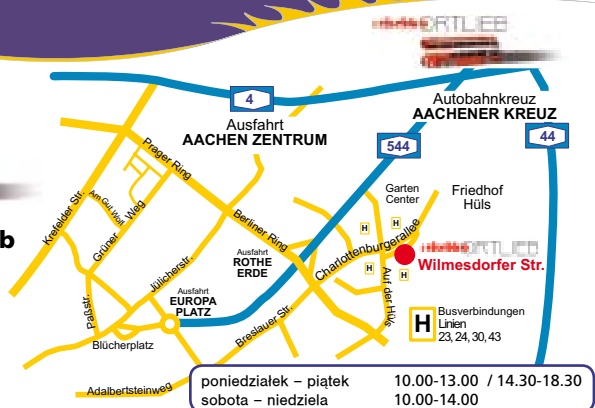 ORTLIEB
4
Ausfahrt
AACHEN ZENTRUM
Autobahnkreuz
AACHENER KREUZ
544
44
Prager Ring
Krefelder Str.
Am Gut Wolf
Grüner Weg
Garten
Center
Friedhof
Hüls
Berliner Ring
Charlottenburgerallee
H
H
H
H
ORTLIEB
Wilmesdorfer Str.
b
Jülicherstr.
Ausfahrt
ROTHE
ERDE
Ausfahrt
EUROPA
PLATZ
Paßstr.
Auf der Hüls
Breslauer Str.
Blücherplatz
H
Busverbindungen
Linien
23, 24, 30, 43
Adalbertsteinweg
poniedziałek – piątek 10.00-13.00 / 14.30-18.30
sobota – niedziela 10.00-14.00